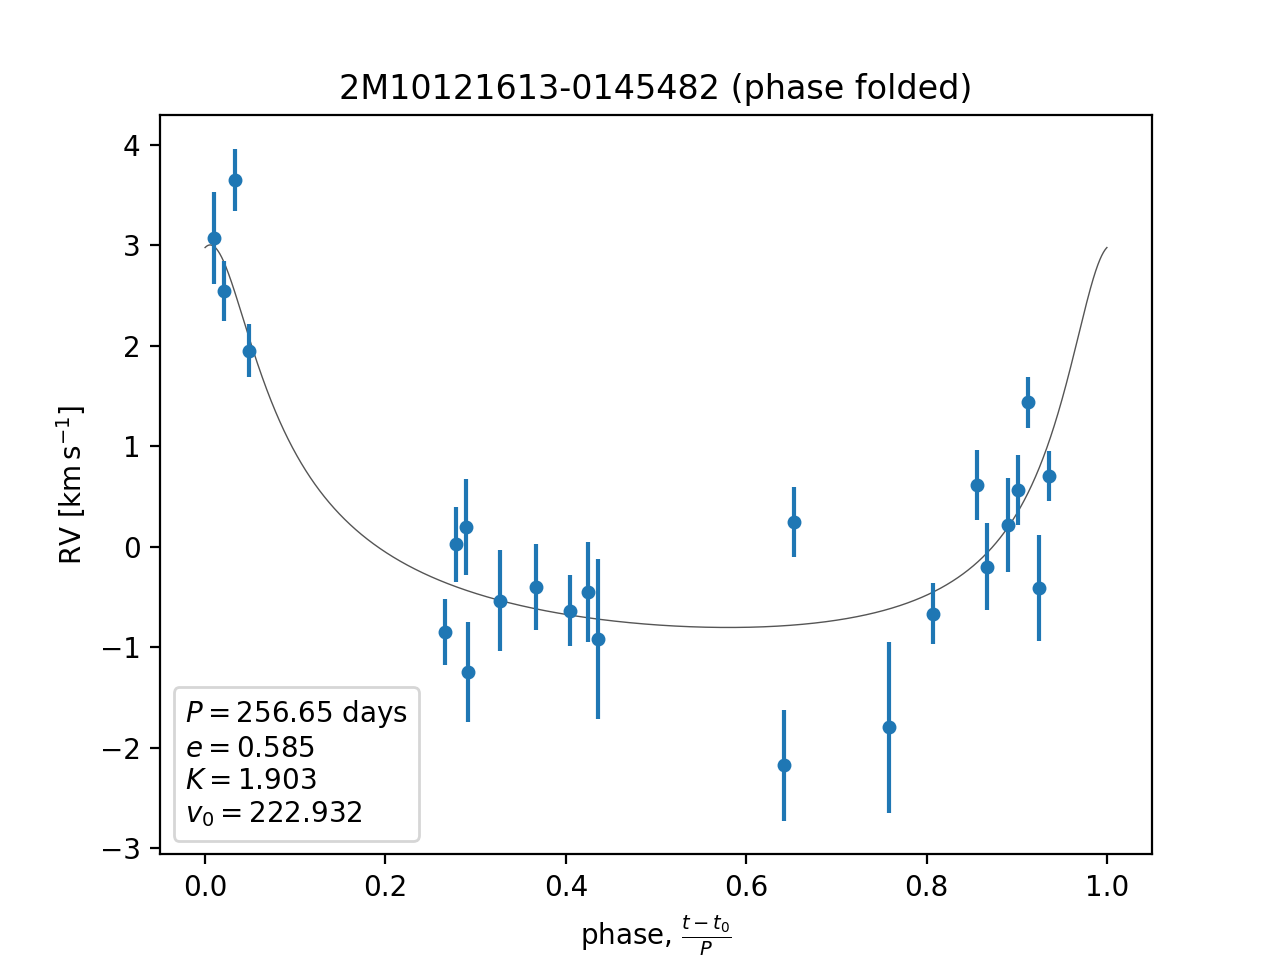 2M10121613-0145482 (phase folded)
4
3
2
1
0
−1
−2
−3
RV [km s⁻¹]
P = 256.65 days
e = 0.585
K = 1.903
v₀ = 222.932
0.0 0.2 0.4 0.6 0.8 1.0
phase, (t − t₀)/P